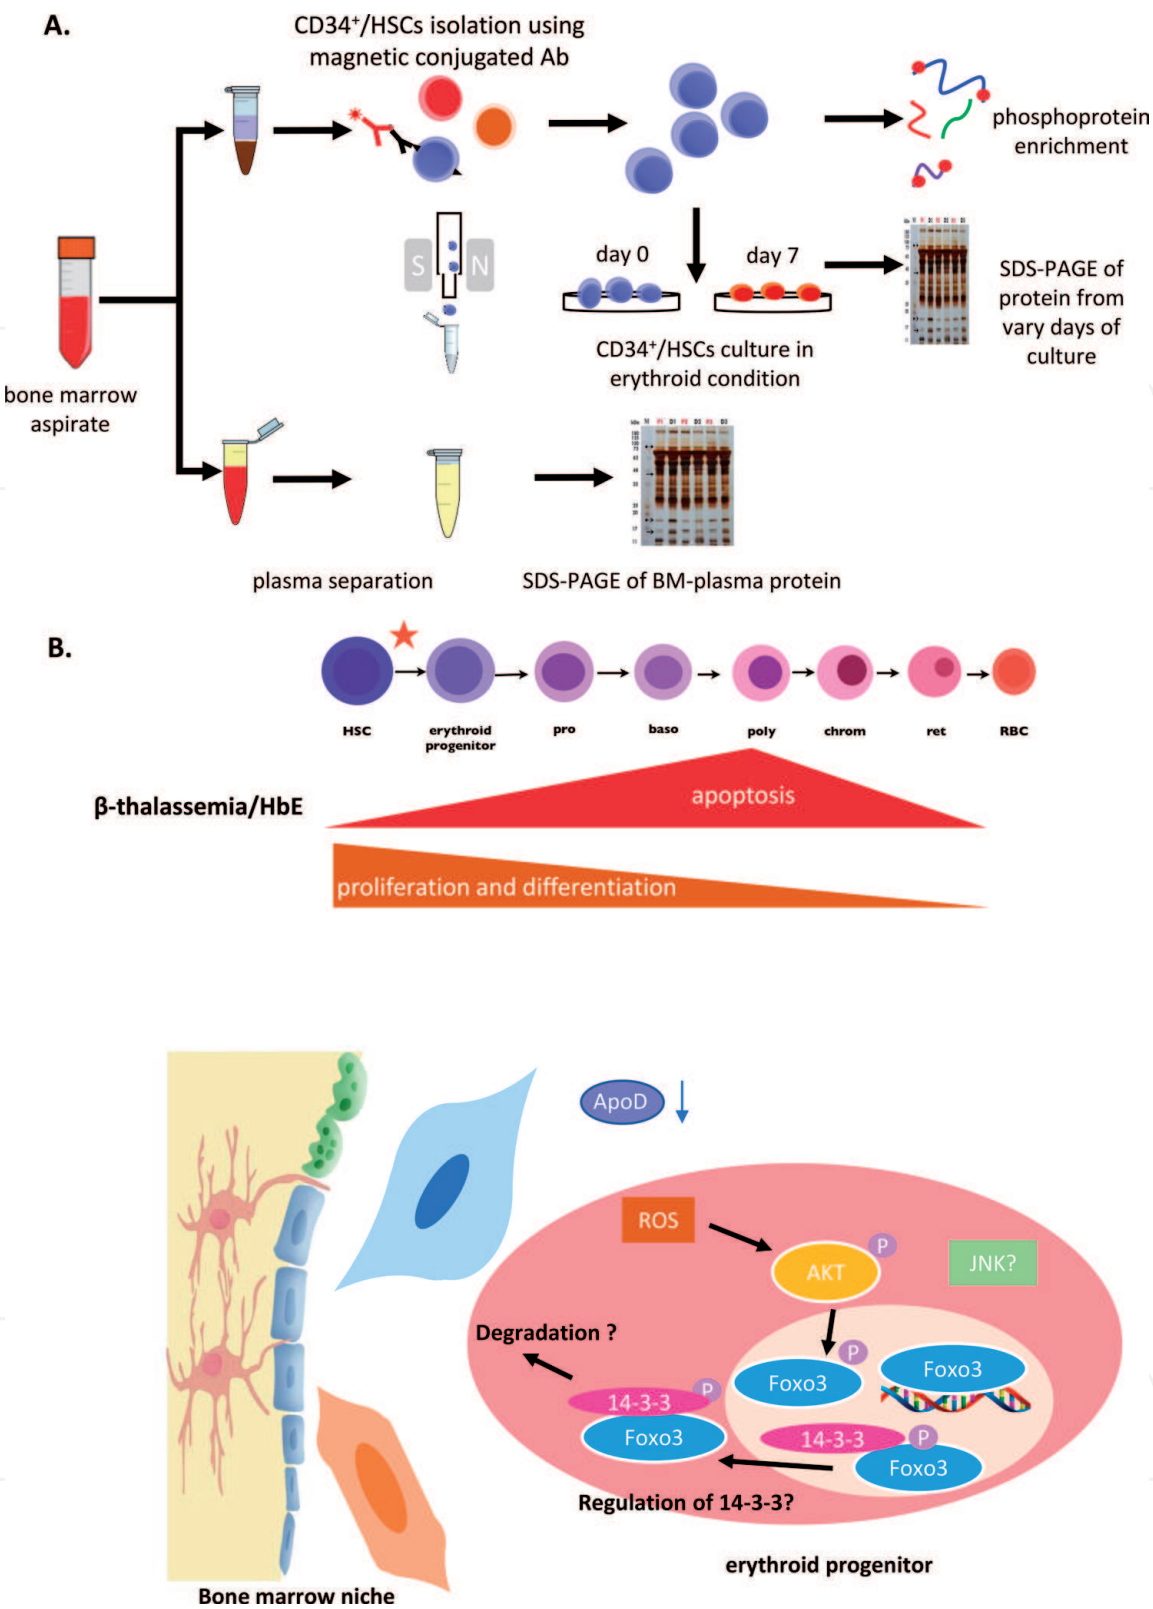 A.
CD34⁺/HSCs isolation using
magnetic conjugated Ab
phosphoprotein
enrichment
S
N
day 0
day 7
SDS-PAGE of
protein from
vary days of
culture
CD34⁺/HSCs culture in
erythroid condition
bone marrow
aspirate
plasma separation
SDS-PAGE of BM-plasma protein
B.
HSC
erythroid
progenitor
pro
baso
poly
chrom
ret
RBC
β-thalassemia/HbE
apoptosis
proliferation and differentiation
ApoD
ROS
P
AKT
JNK?
Degradation ?
P
Foxo3
Foxo3
P
14-3-3
Foxo3
14-3-3
P
Foxo3
Regulation of 14-3-3?
erythroid progenitor
Bone marrow niche